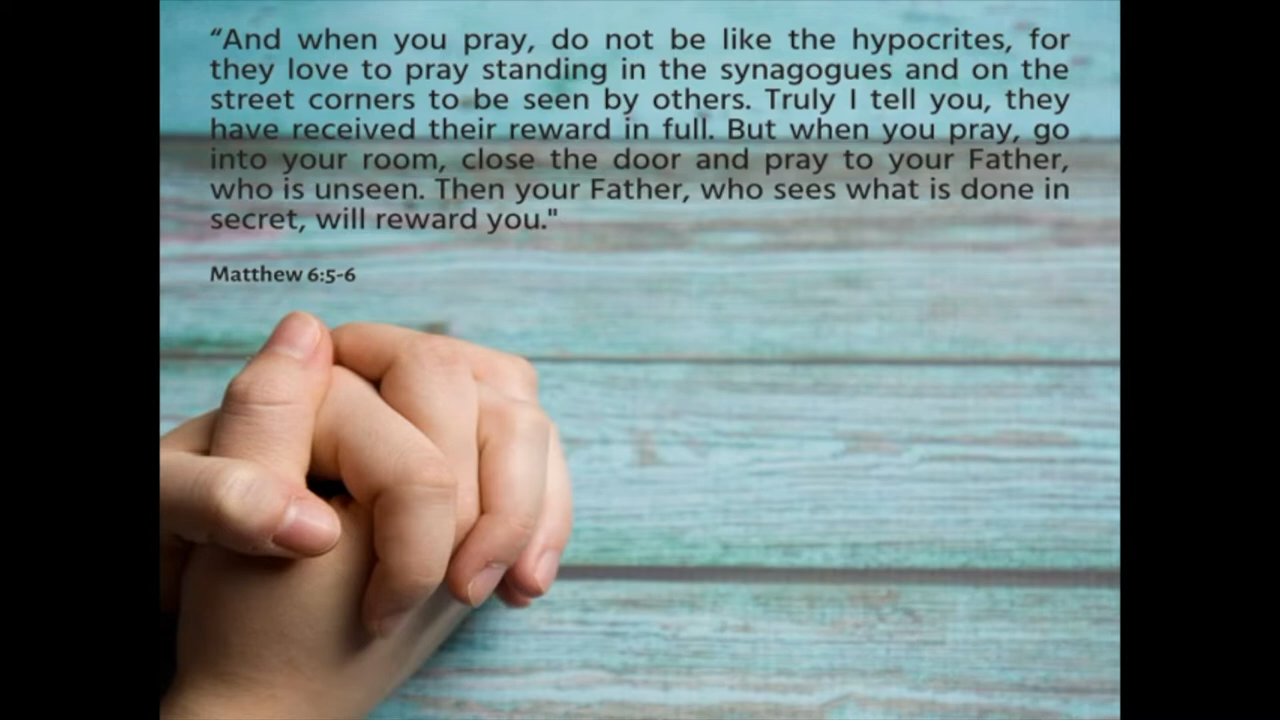 “And when you pray, do not be like the hypocrites, for
they love to pray standing in the synagogues and on the
street corners to be seen by others. Truly I tell you, they
have received their reward in full. But when you pray, go
into your room, close the door and pray to your Father,
who is unseen. Then your Father, who sees what is done in
secret, will reward you."
Matthew 6:5-6